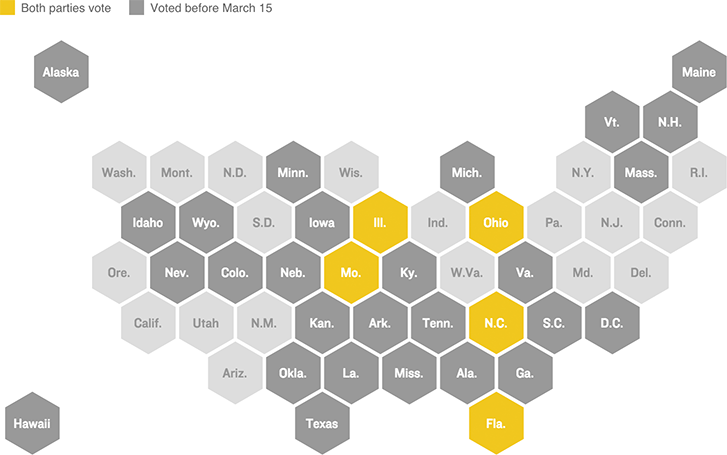 Both parties vote Voted before March 15
Alaska Maine
Vt. N.H.
Wash. Mont. N.D. Minn. Wis. Mich. N.Y. Mass. R.I.
Idaho Wyo. S.D. Iowa Ill. Ind. Ohio Pa. N.J. Conn.
Ore. Nev. Colo. Neb. Mo. Ky. W.Va. Va. Md. Del.
Calif. Utah N.M. Kan. Ark. Tenn. N.C. S.C. D.C.
Ariz. Okla. La. Miss. Ala. Ga.
Hawaii Texas Fla.